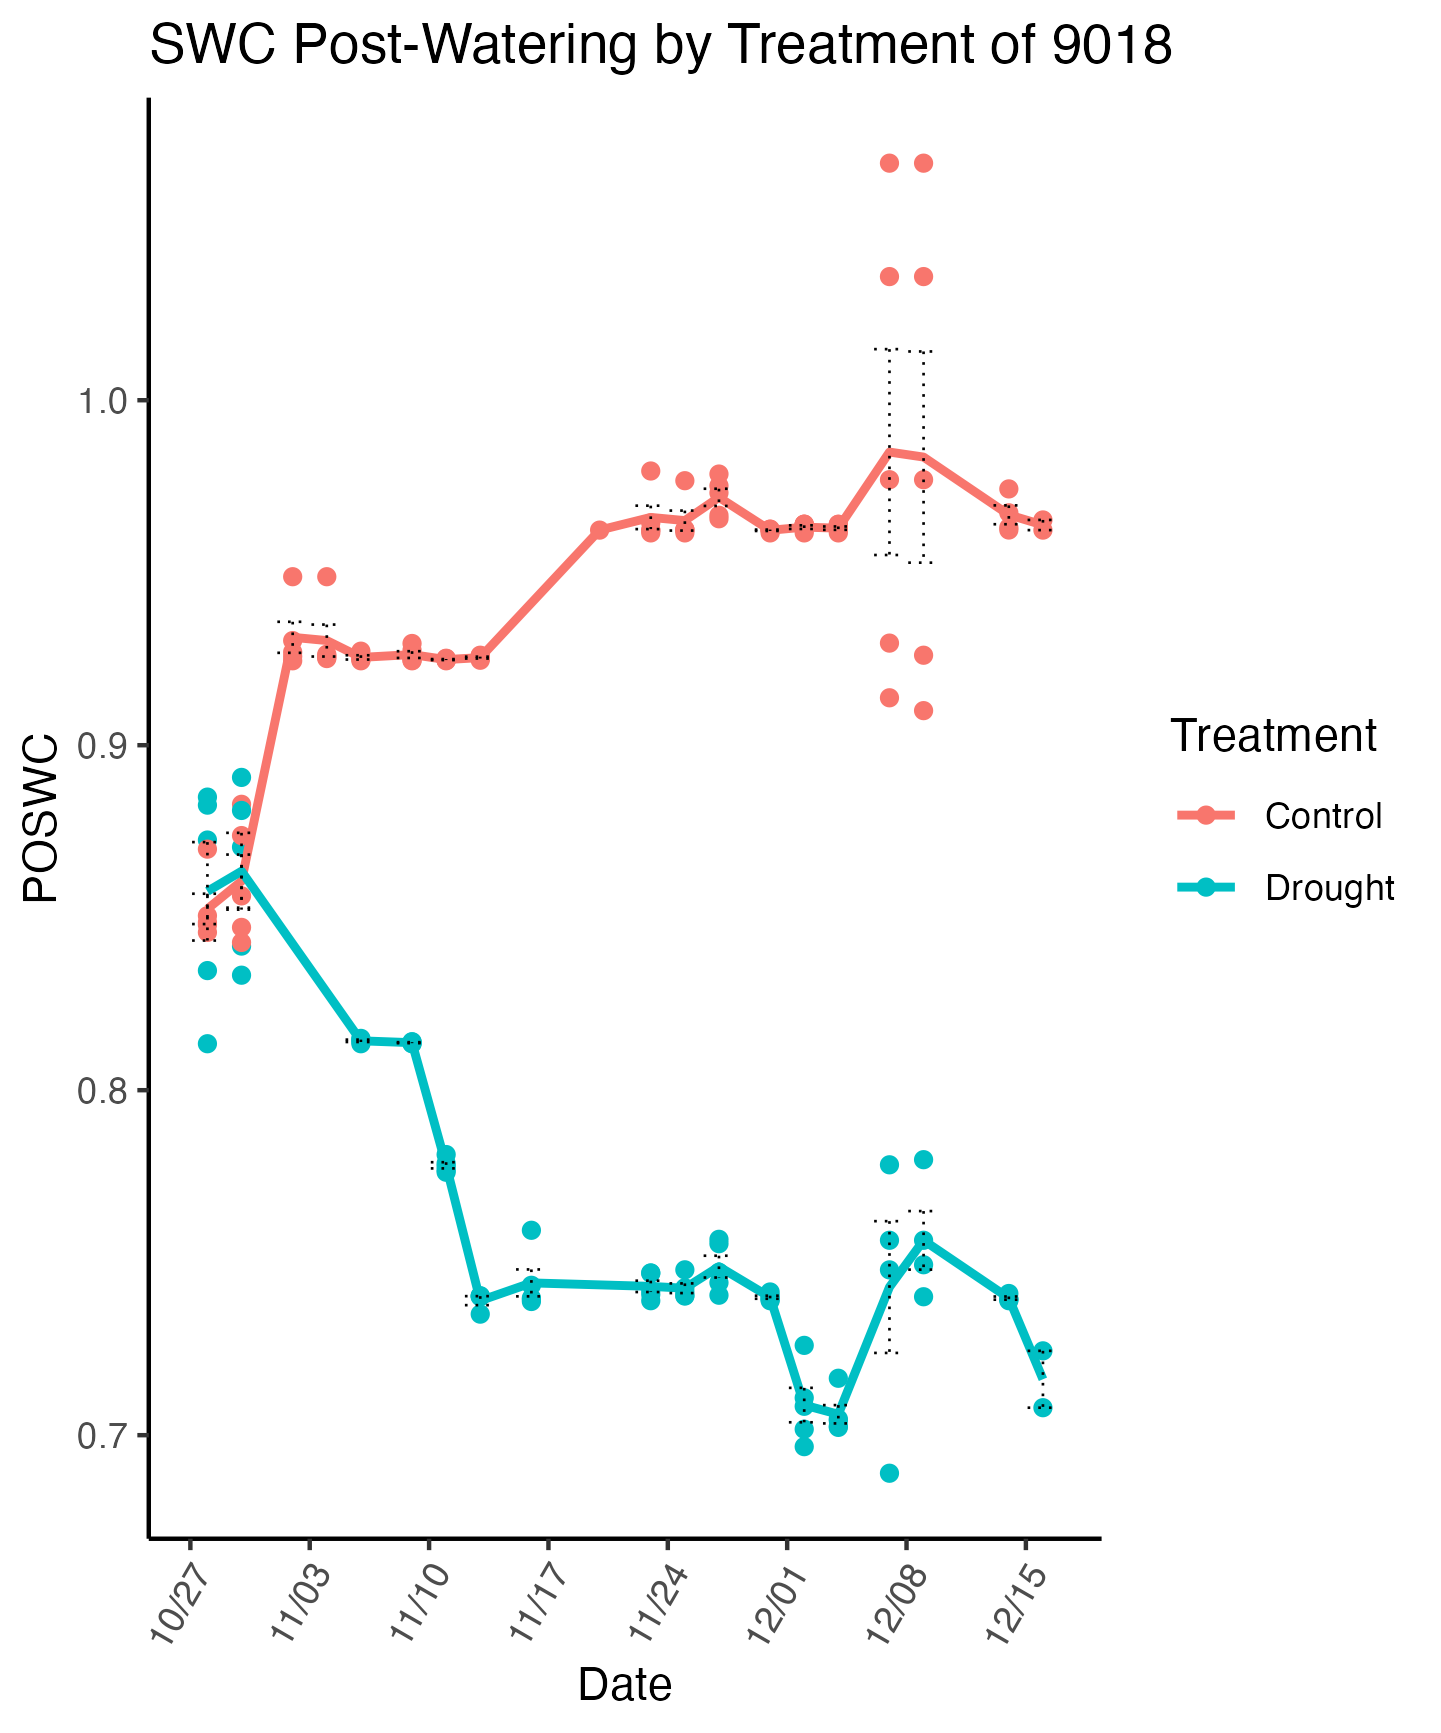 SWC Post-Watering by Treatment of 9018
POSWC
1.0
0.9
0.8
0.7
10/27
11/03
11/10
11/17
11/24
12/01
12/08
12/15
Date
Treatment
Control
Drought